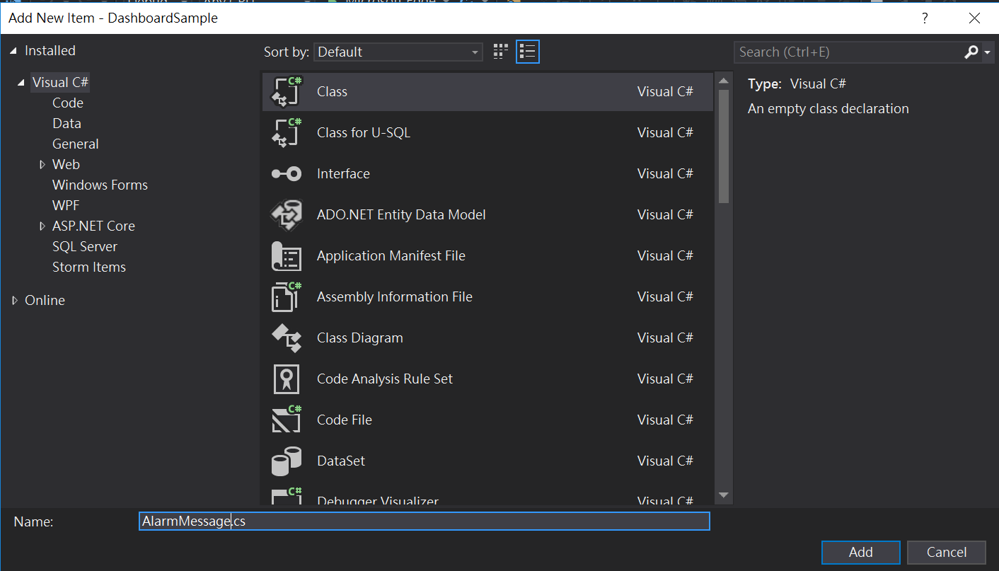 Add New Item - DashboardSample
?
Installed
Visual C#
Code
Data
General
Web
Windows Forms
WPF
ASP.NET Core
SQL Server
Storm Items
Online
Sort by: Default
Class Visual C#
Class for U-SQL Visual C#
Interface Visual C#
ADO.NET Entity Data Model Visual C#
Application Manifest File Visual C#
Assembly Information File Visual C#
Class Diagram Visual C#
Code Analysis Rule Set Visual C#
Code File Visual C#
DataSet Visual C#
Debugger Visualizer Visual C#
Search (Ctrl+E)
Type: Visual C#
An empty class declaration
Name: AlarmMessage.cs
Add Cancel